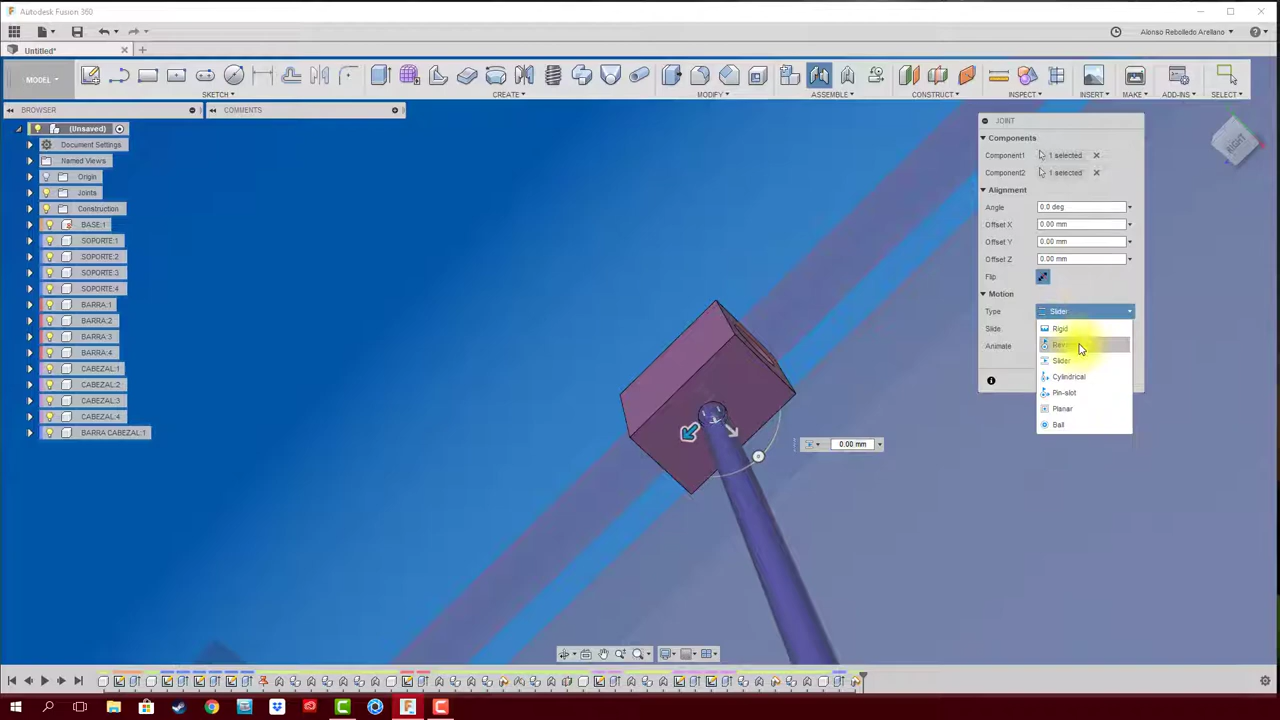 Autodesk Fusion 360
Alonso Rebolledo Arellano
Untitled*
MODEL
SKETCH
CREATE
MODIFY
ASSEMBLE
CONSTRUCT
INSPECT
INSERT
MAKE
ADD-INS
SELECT
BROWSER
COMMENTS
(Unsaved)
Document Settings
Named Views
Origin
Joints
Construction
BASE:1
SOPORTE:1
SOPORTE:2
SOPORTE:3
SOPORTE:4
BARRA:1
BARRA:2
BARRA:3
BARRA:4
CABEZAL:1
CABEZAL:2
CABEZAL:3
CABEZAL:4
BARRA CABEZAL:1
RIGHT
JOINT
Components
Component1 1 selected
Component2 1 selected
Alignment
Angle 0.0 deg
Offset X 0.00 mm
Offset Y 0.00 mm
Offset Z 0.00 mm
Flip
Motion
Type Slider
Slide
Animate
Rigid
Slider
Cylindrical
Pin-slot
Planar
Ball
0.00 mm